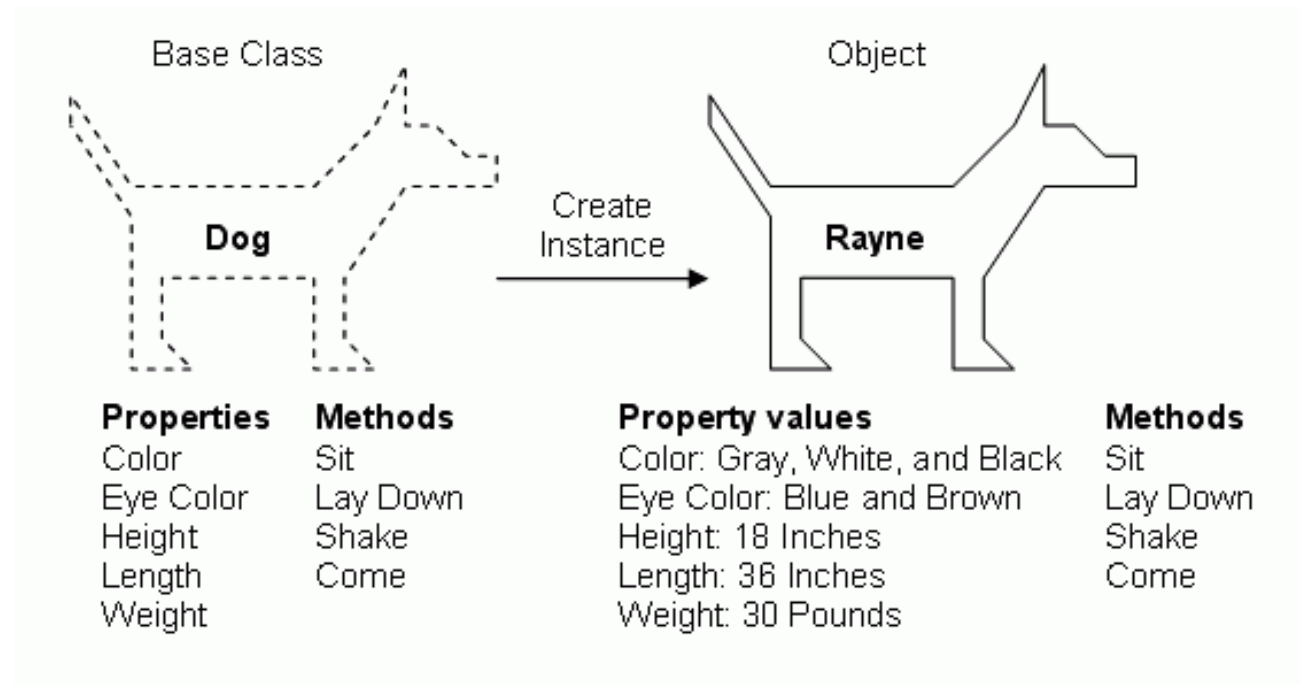 Base Class
Object
Dog
Create
Instance
Rayne
Properties
Color
Eye Color
Height
Length
Weight
Methods
Sit
Lay Down
Shake
Come
Property values
Color: Gray, White, and Black
Eye Color: Blue and Brown
Height: 18 Inches
Length: 36 Inches
Weight: 30 Pounds
Methods
Sit
Lay Down
Shake
Come